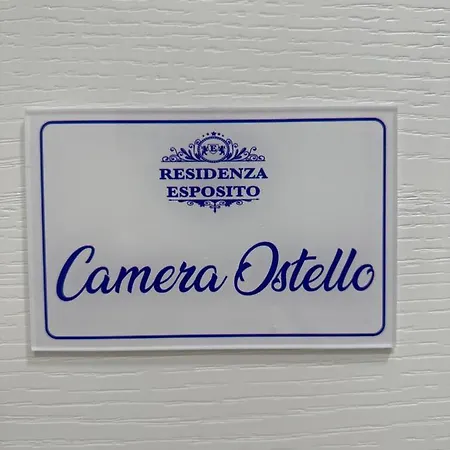 E
RESIDENZA
ESPOSITO
Camera Ostello